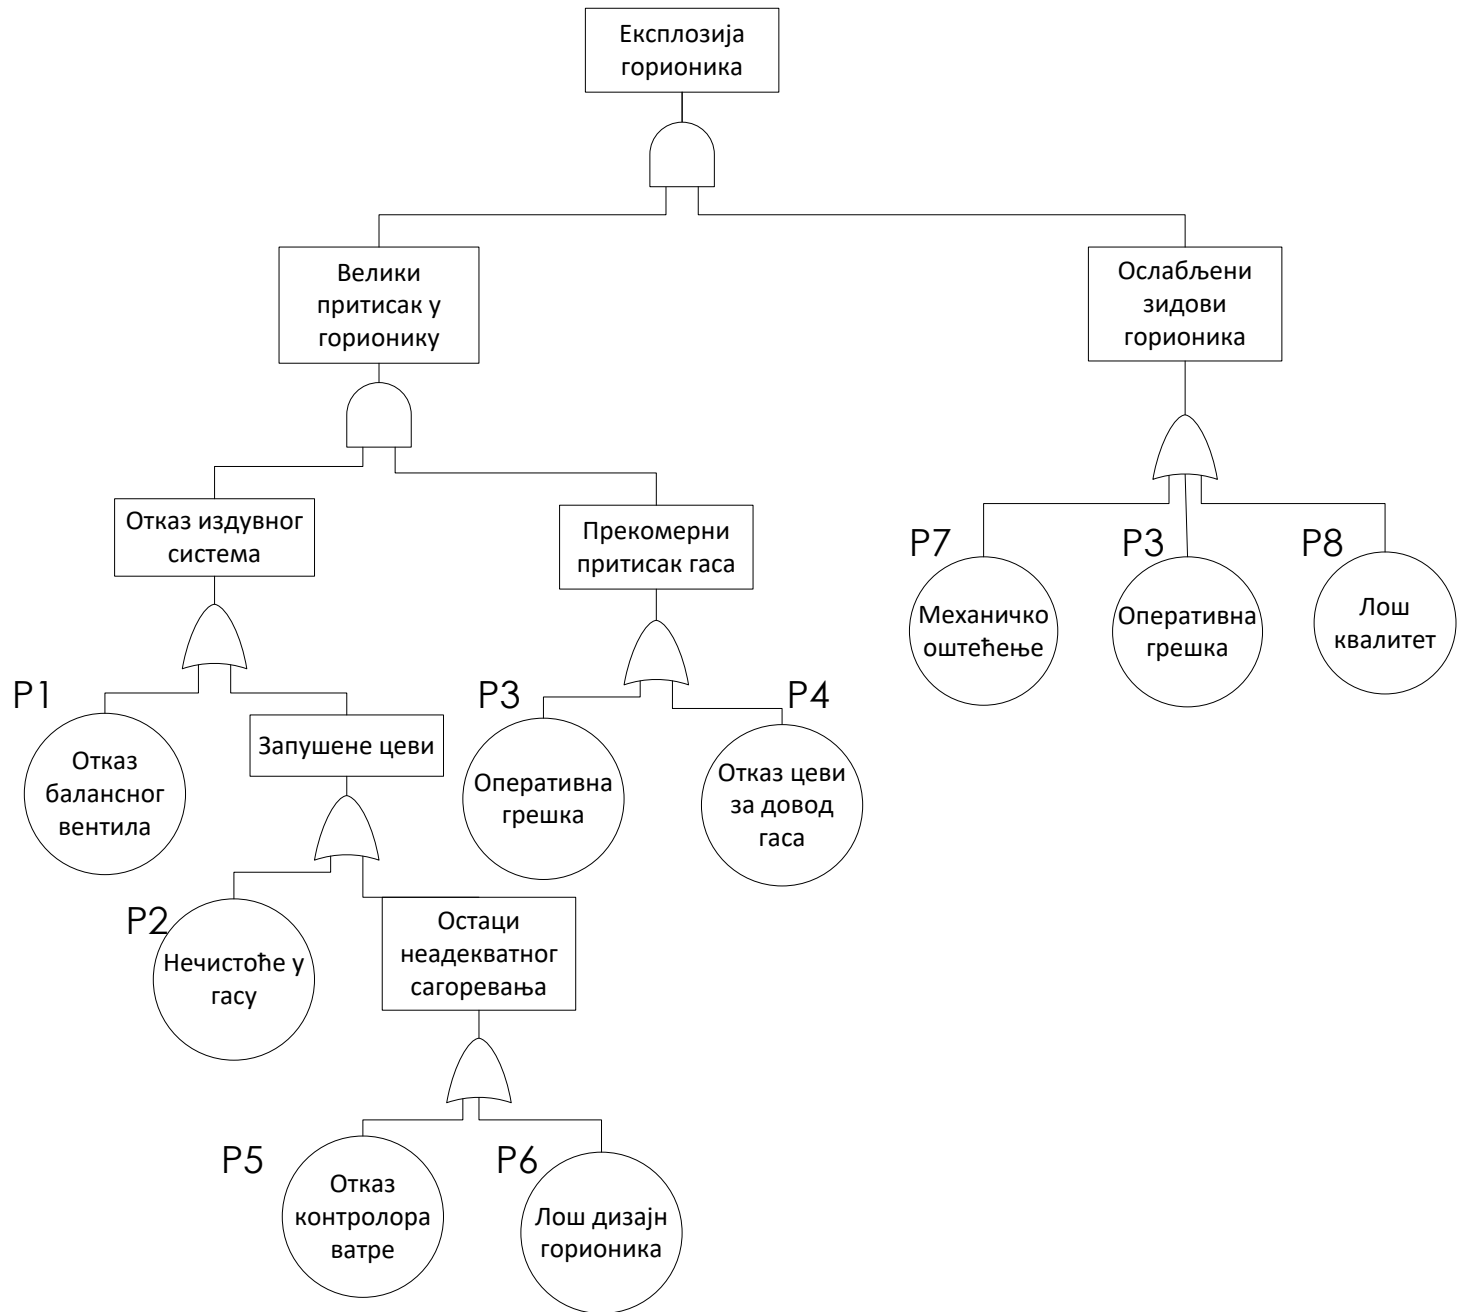 Експлозија
горионика
Велики
притисак у
горионику
Ослабљени
зидови
горионика
Отказ издувног
система
Прекомерни
притисак гаса
P7
Механичко
оштећење
P3
Оперативна
грешка
P8
Лош
квалитет
P1
Отказ
балансног
вентила
Запушене цеви
P3
Оперативна
грешка
P4
Отказ цеви
за довод
гаса
P2
Нечистоће у
гасу
Остаци
неадекватног
сагоревања
P5
Отказ
контролора
ватре
P6
Лош дизајн
горионика